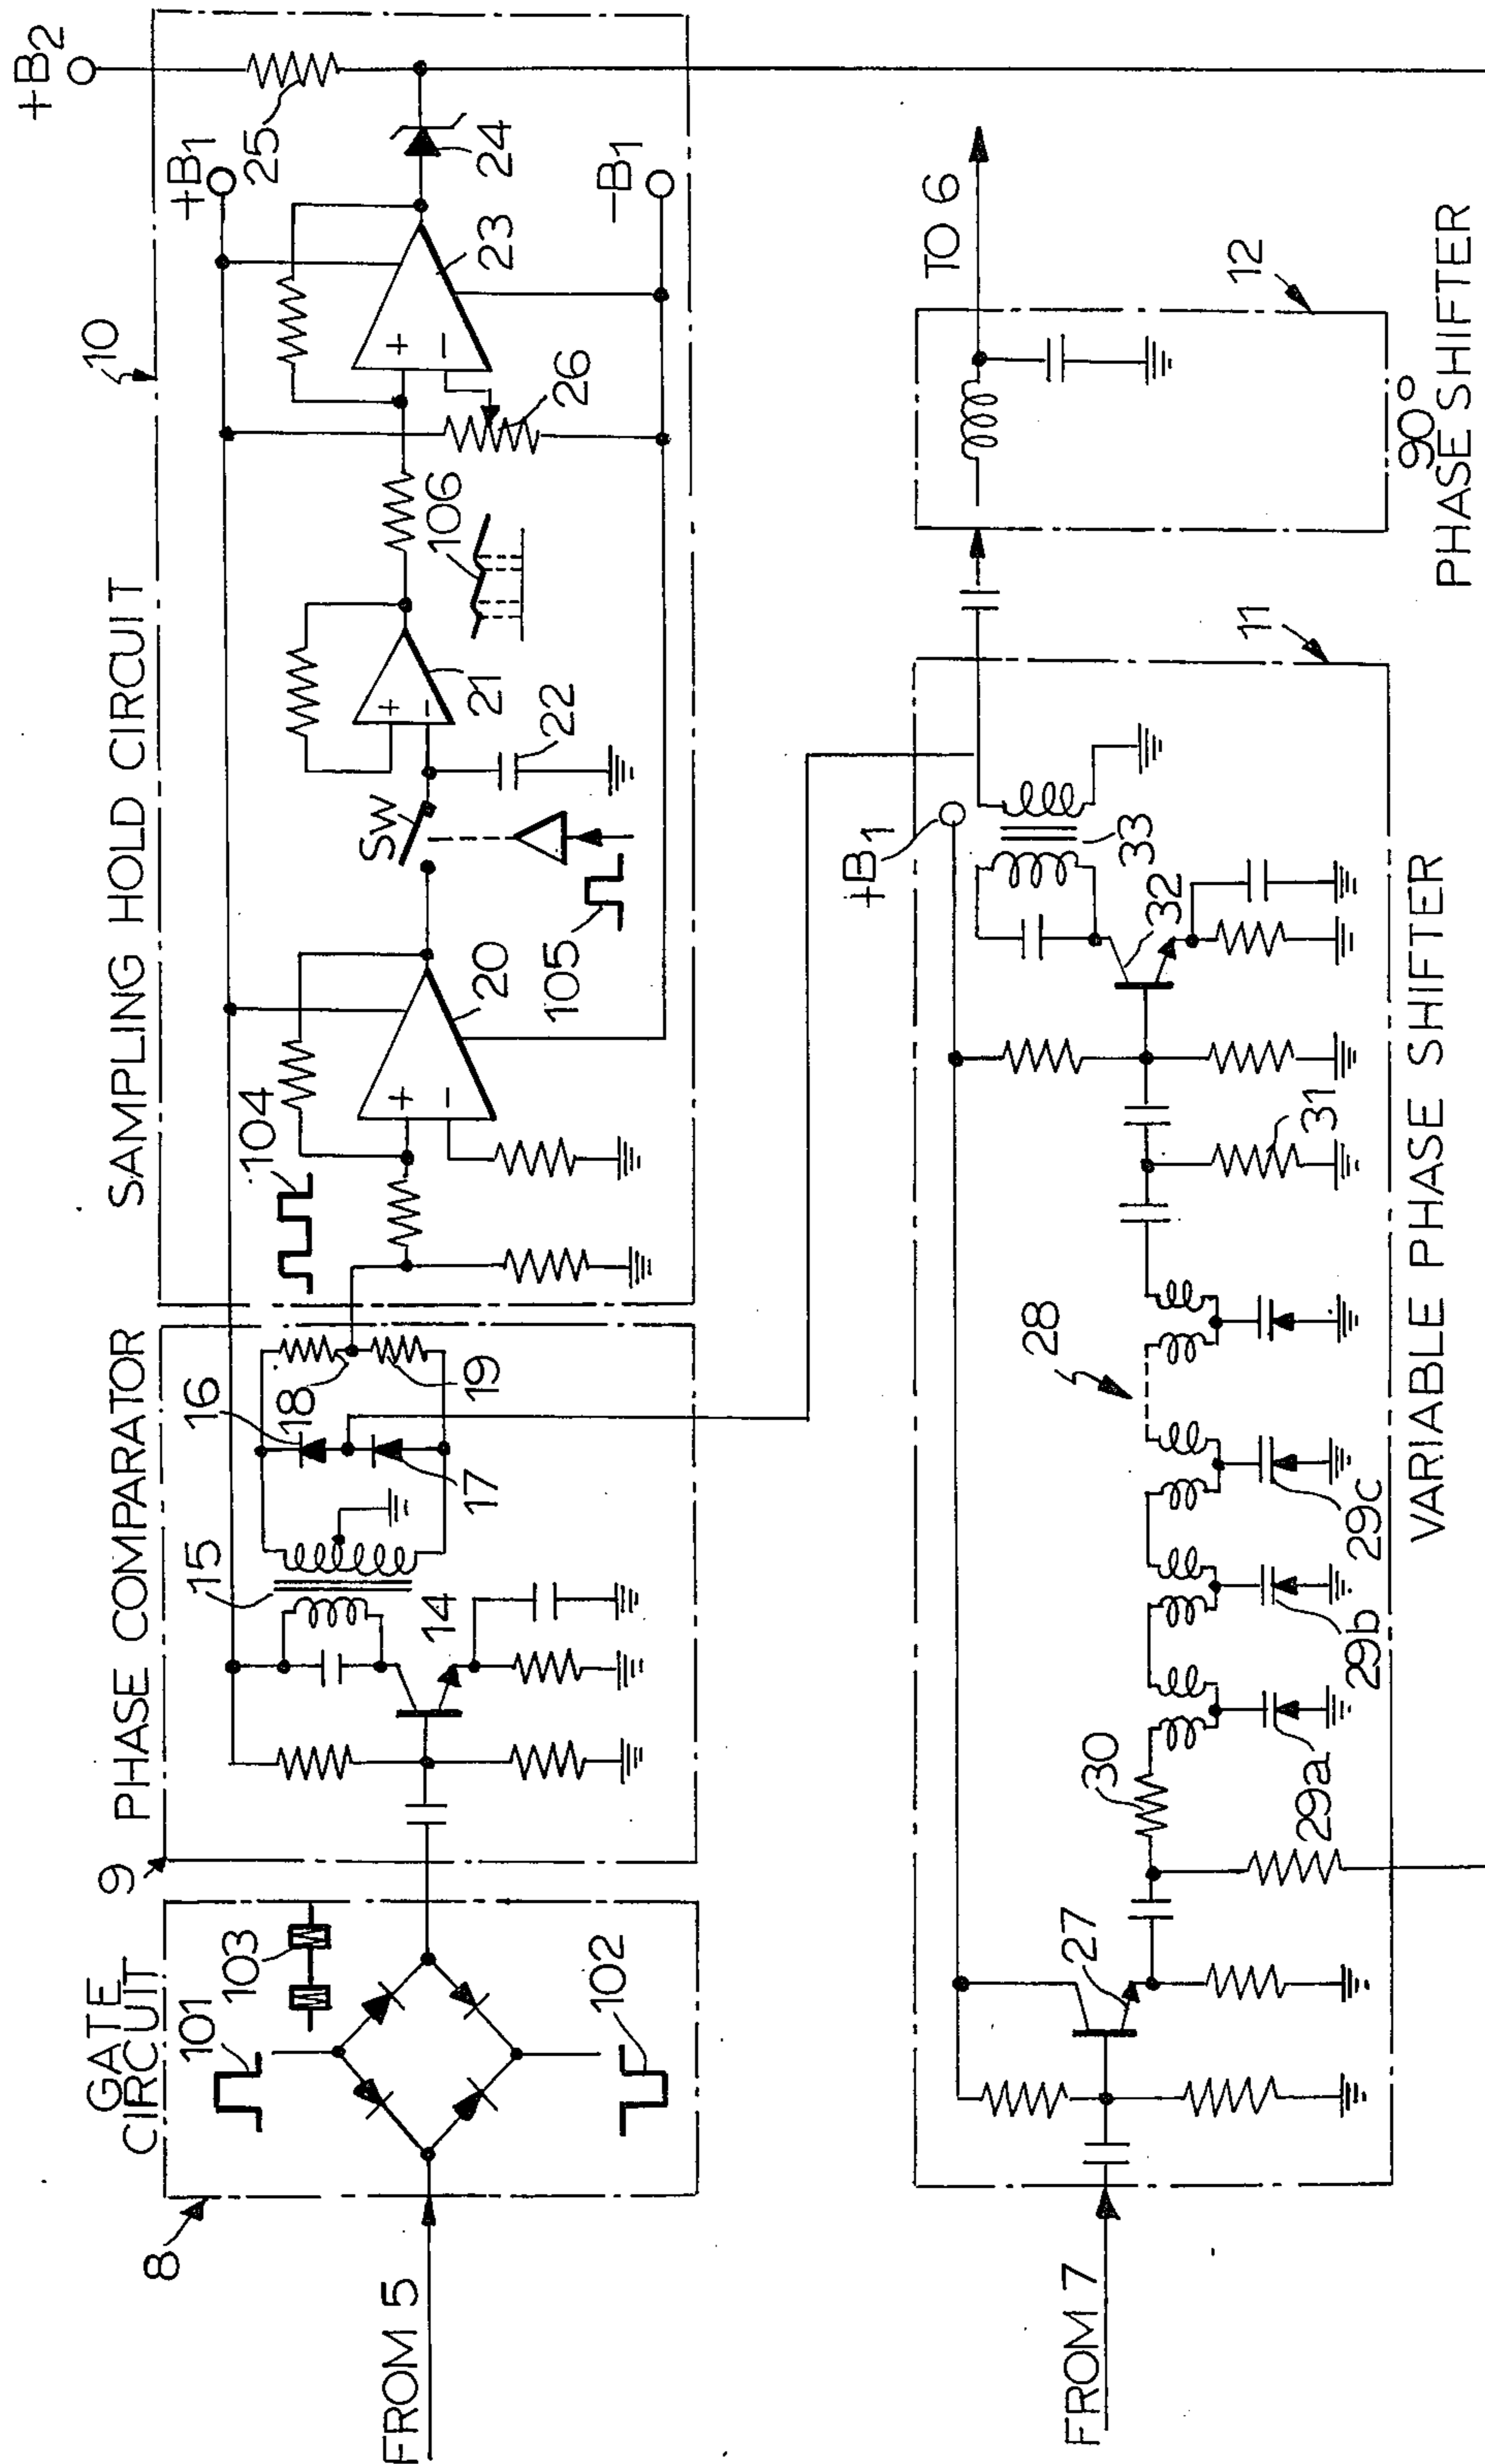 GATE
CIRCUIT
8
101
103
102
FROM 5
9
PHASE COMPARATOR
15
14
16
17
18
19
SAMPLING HOLD CIRCUIT
10
104
20
105
SW
21
22
106
23
24
25
26
+B1
-B1
+B2
FROM 7
27
30
29a
29b
29c
28
31
32
33
+B1
11
VARIABLE PHASE SHIFTER
TO 6
12
90°
PHASE SHIFTER